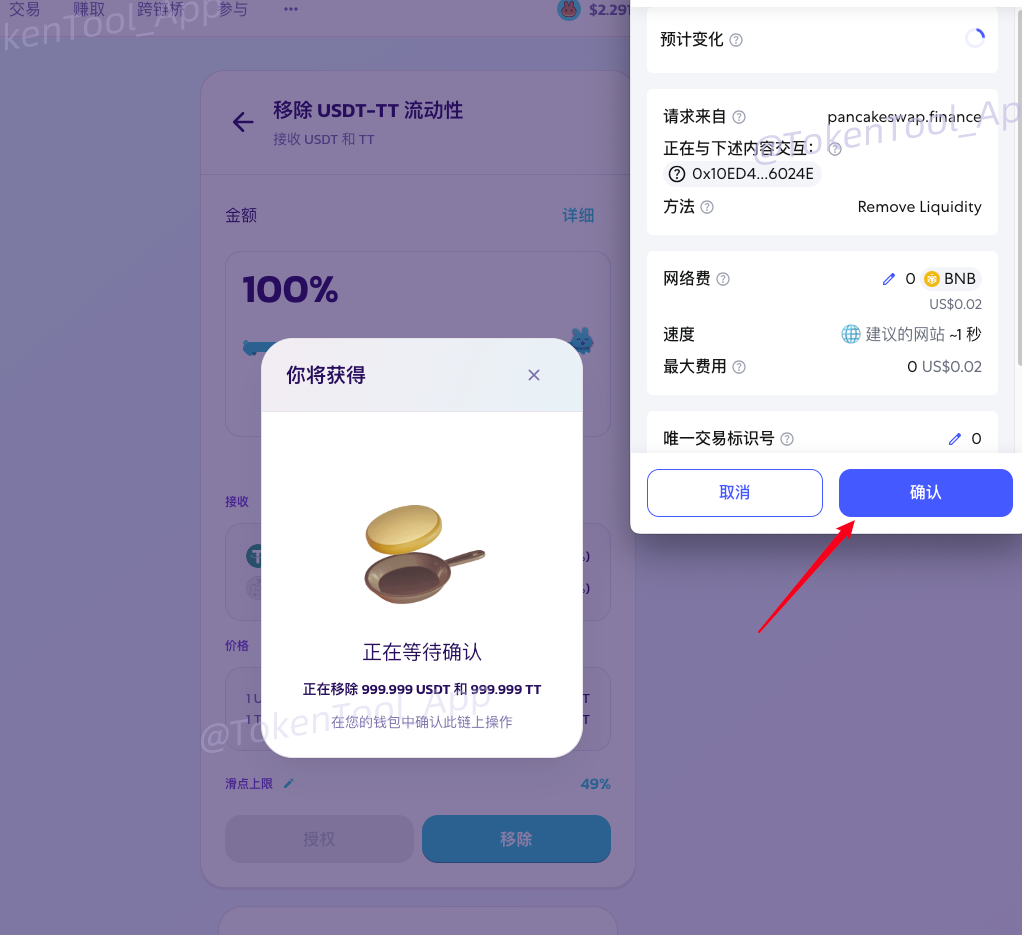 交易 赚取 跨链桥 参与 ... $2.291
@TokenTool_App
移除 USDT-TT 流动性
接收 USDT 和 TT
金额 详细
100%
你将获得
接收
价格
正在等待确认
正在移除 999.999 USDT 和 999.999 TT
在您的钱包中确认此链上操作
@TokenTool_App
滑点上限 49%
授权 移除
预计变化
请求来自 pancakeswap.finance
@TokenTool_App
正在与下述内容交互：
0x10ED4...6024E
方法 Remove Liquidity
网络费 0 BNB
US$0.02
速度 建议的网站 ~1 秒
最大费用 0 US$0.02
唯一交易标识号 0
取消 确认